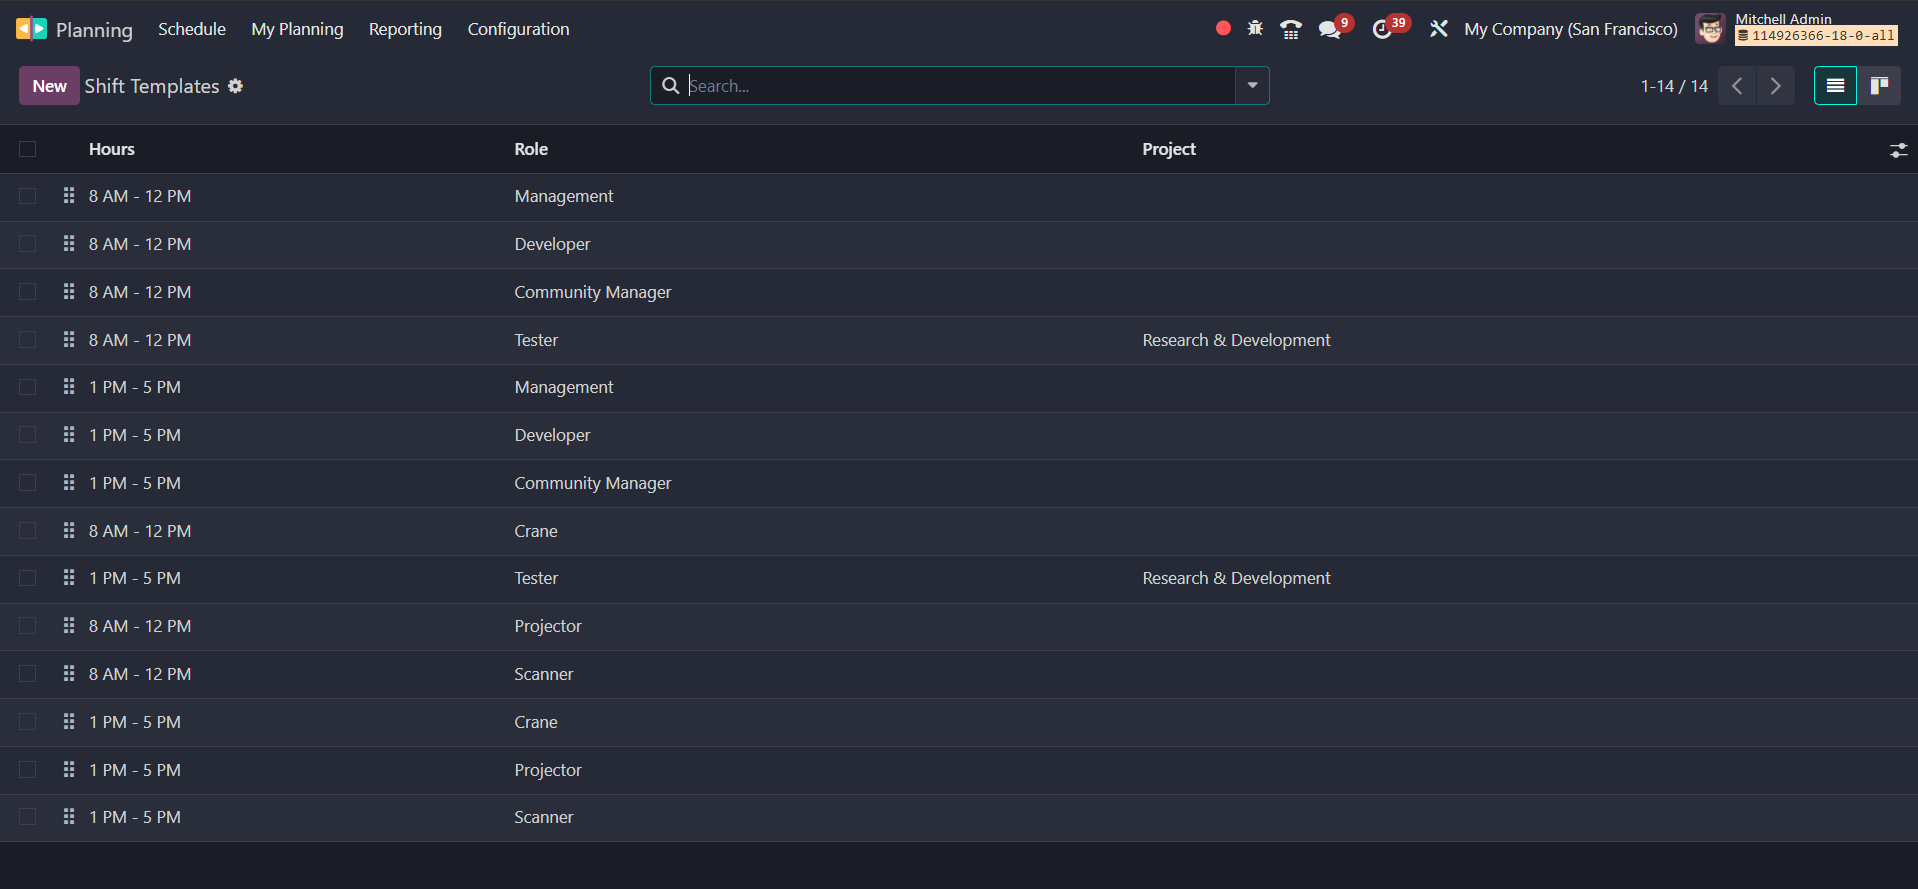 Planning Schedule My Planning Reporting Configuration 9 39 My Company (San Francisco) Mitchell Admin
114926366-18-0-all
New Shift Templates Search... 1-14 / 14
Hours Role Project
8 AM - 12 PM Management
8 AM - 12 PM Developer
8 AM - 12 PM Community Manager
8 AM - 12 PM Tester Research & Development
1 PM - 5 PM Management
1 PM - 5 PM Developer
1 PM - 5 PM Community Manager
8 AM - 12 PM Crane
1 PM - 5 PM Tester Research & Development
8 AM - 12 PM Projector
8 AM - 12 PM Scanner
1 PM - 5 PM Crane
1 PM - 5 PM Projector
1 PM - 5 PM Scanner